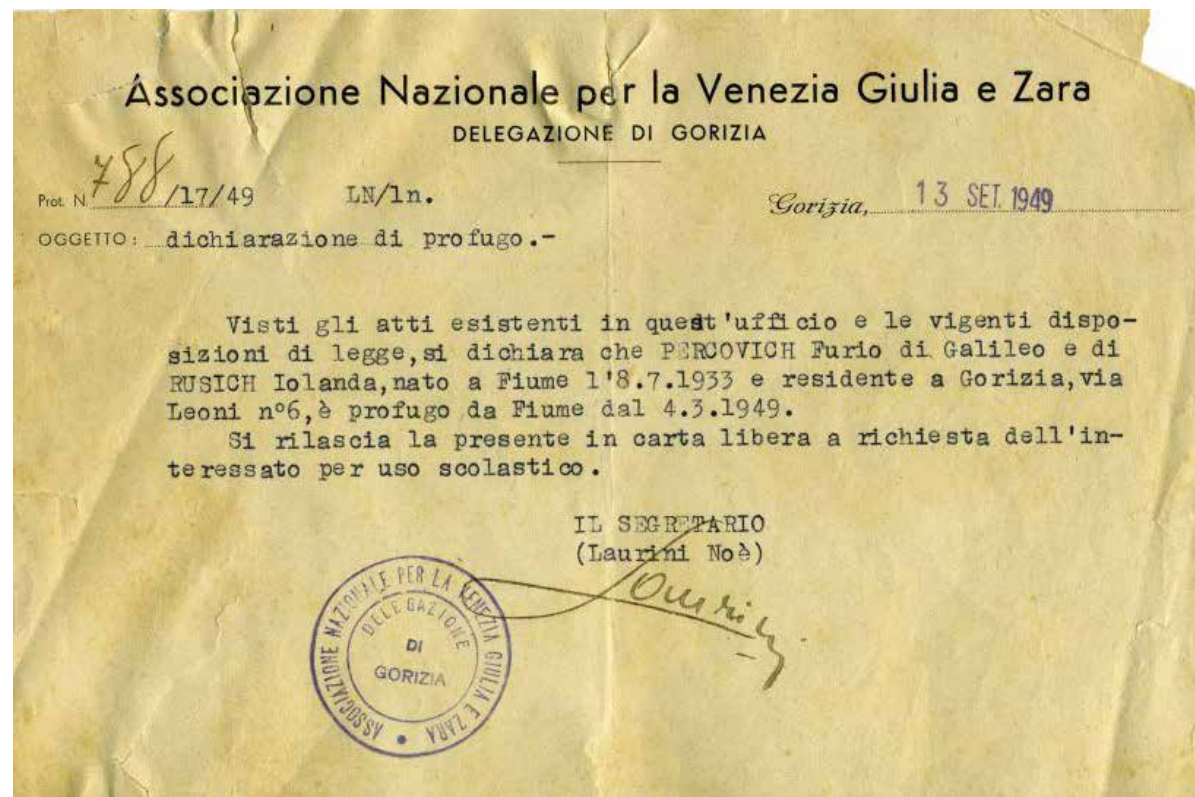 Associazione Nazionale per la Venezia Giulia e Zara
DELEGAZIONE DI GORIZIA
Prot. N. 788/17/49 LN/ln. Gorizia, 13 SET. 1949
OGGETTO: dichiarazione di profugo.-
Visti gli atti esistenti in quest'ufficio e le vigenti dispo-
sizioni di legge,si dichiara che PERCOVICH Furio di Galileo e di
RUSICH Iolanda,nato a Fiume l'8.7.1933 e residente a Gorizia,via
Leoni n°6,è profugo da Fiume dal 4.3.1949.
Si rilascia la presente in carta libera a richiesta dell'in-
teressato per uso scolastico.
IL SEGRETARIO
(Laurini Noè)
Laurini
ASSOCIAZIONE NAZIONALE PER LA VENEZIA GIULIA E ZARA
DELEGAZIONE
DI
GORIZIA